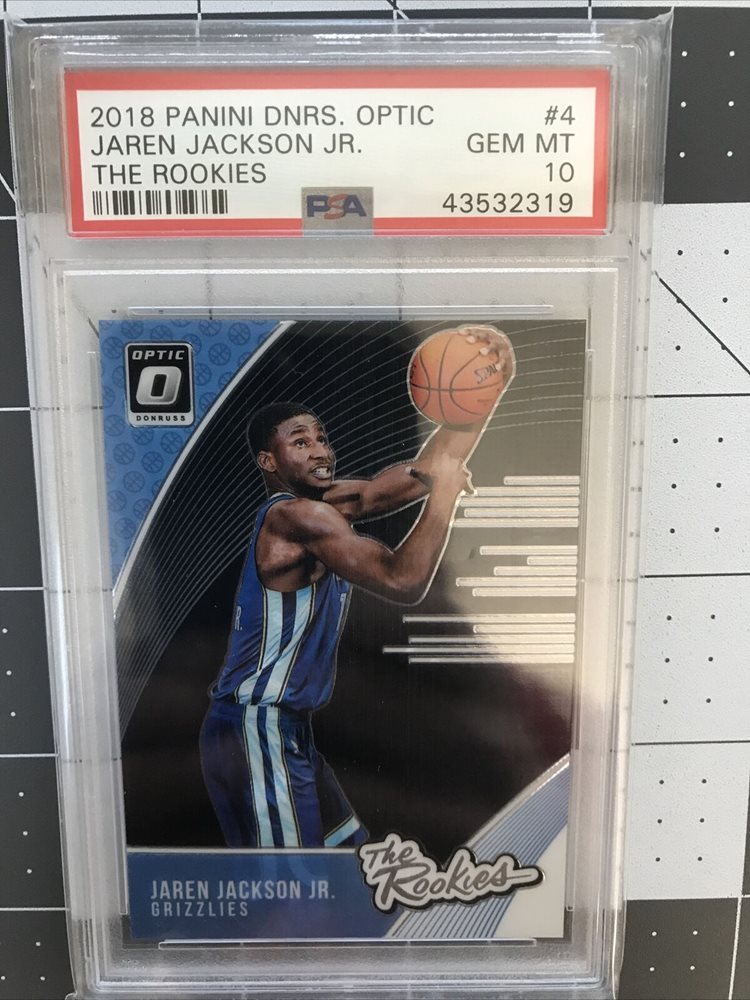 2018 PANINI DNRS. OPTIC #4
JAREN JACKSON JR. GEM MT
THE ROOKIES 10
PSA 43532319
OPTIC
O
DONRUSS
JAREN JACKSON JR.
GRIZZLIES
The
Rookies